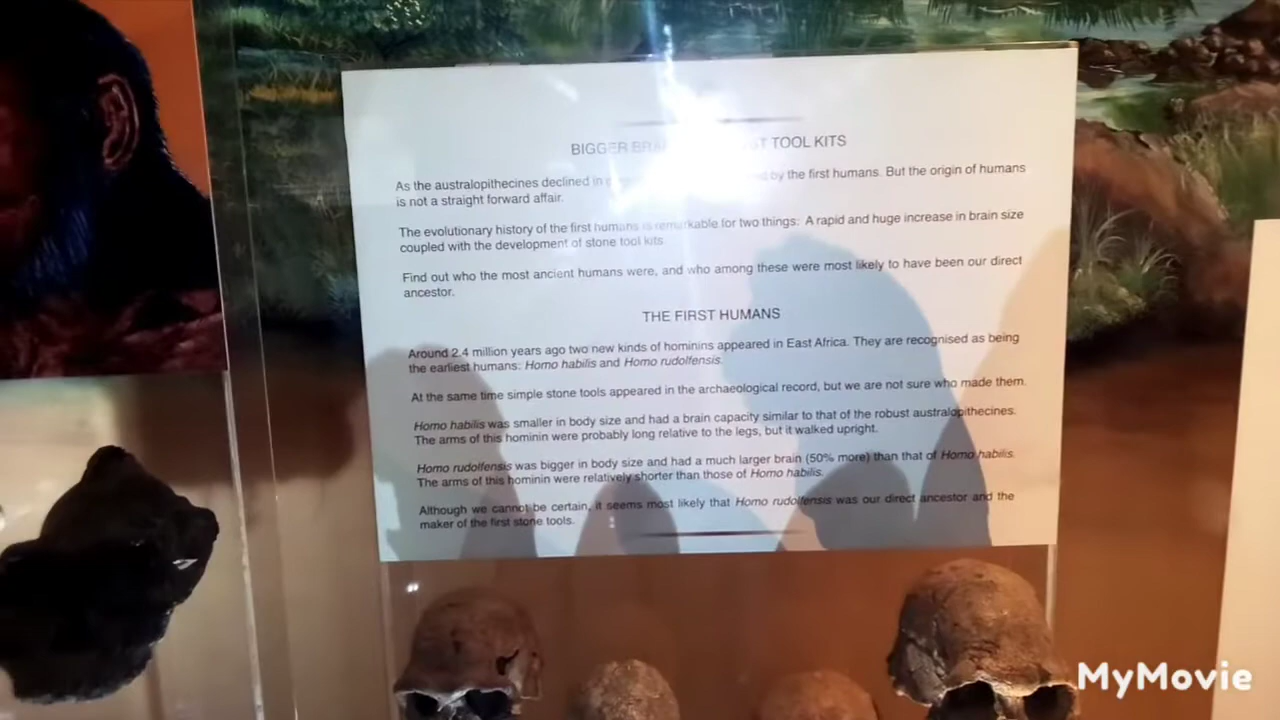 BIGGER TOOL KITS
As the australopithecines declined in by the first humans. But the origin of humans
is not a straight forward affair.
The evolutionary history of the first humans is remarkable for two things: A rapid and huge increase in brain size
coupled with the development of stone tool kits
Find out who the most ancient humans were, and who among these were most likely to have been our direct
ancestor.
THE FIRST HUMANS
Around 2.4 million years ago two new kinds of hominins appeared in East Africa. They are recognised as being
the earliest humans: Homo habilis and Homo rudolfensis.
At the same time simple stone tools appeared in the archaeological record, but we are not sure who made them.
Homo habilis was smaller in body size and had a brain capacity similar to that of the robust australopithecines.
The arms of this hominin were probably long relative to the legs, but it walked upright.
Homo rudolfensis was bigger in body size and had a much larger brain (50% more) than that of Homo habilis.
The arms of this hominin were relatively shorter than those of Homo habilis.
Although we cannot be certain, it seems most likely that Homo rudolfensis was our direct ancestor and the
maker of the first stone tools.
MyMovie